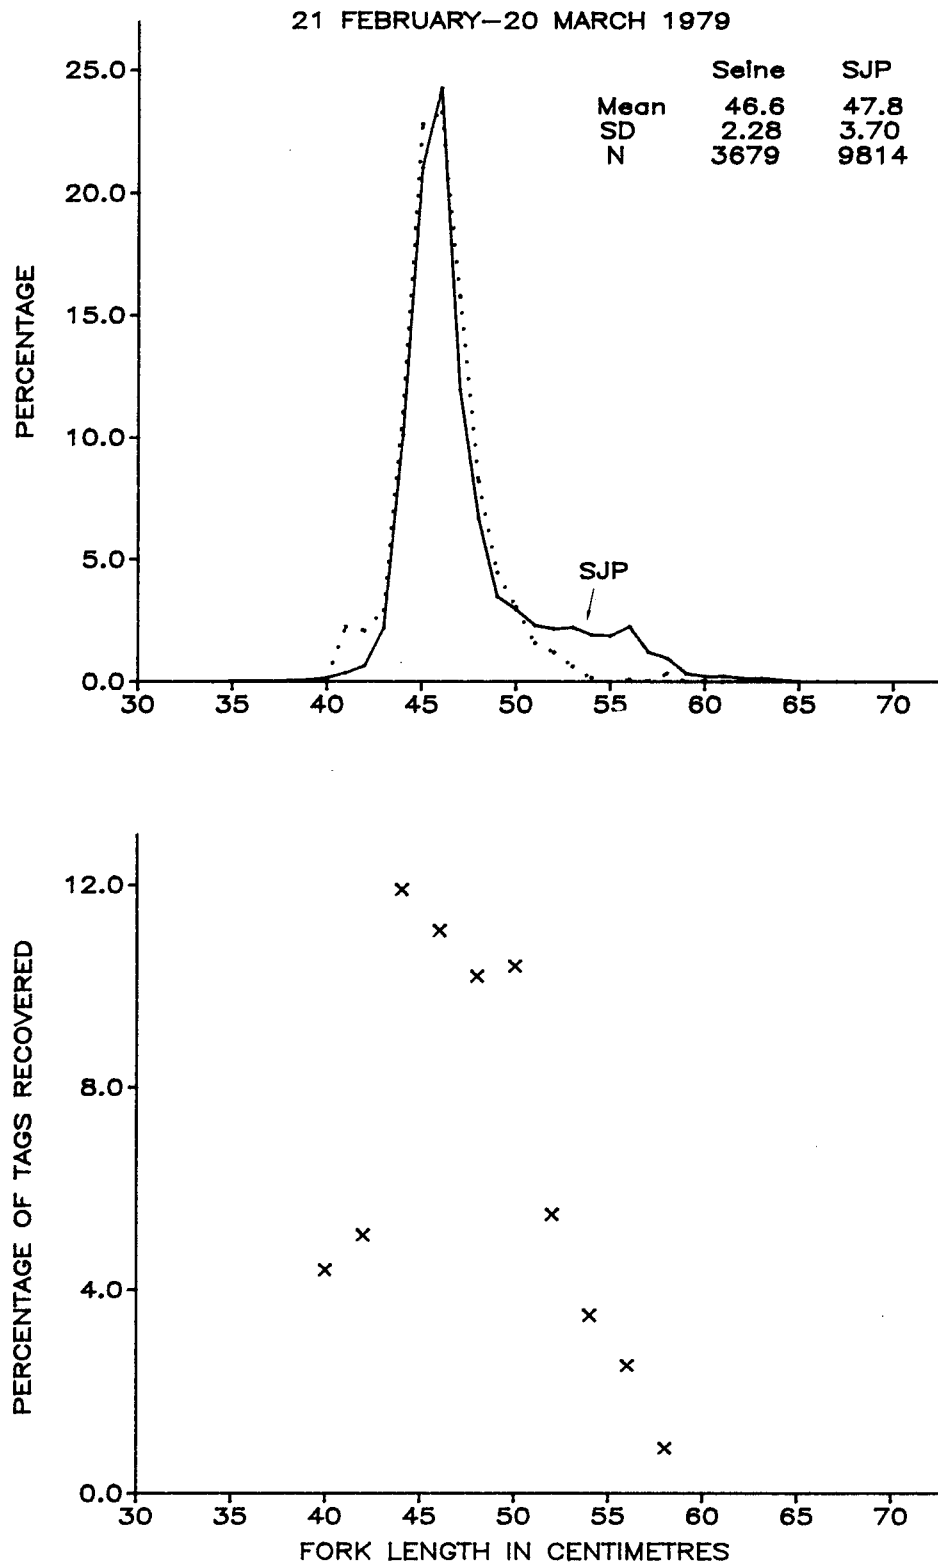 21 FEBRUARY-20 MARCH 1979
Seine SJP
Mean 46.6 47.8
SD 2.28 3.70
N 3679 9814
25.0
20.0
15.0
10.0
5.0
0.0
PERCENTAGE
SJP
30 35 40 45 50 55 60 65 70
12.0
8.0
4.0
0.0
PERCENTAGE OF TAGS RECOVERED
30 35 40 45 50 55 60 65 70
FORK LENGTH IN CENTIMETRES